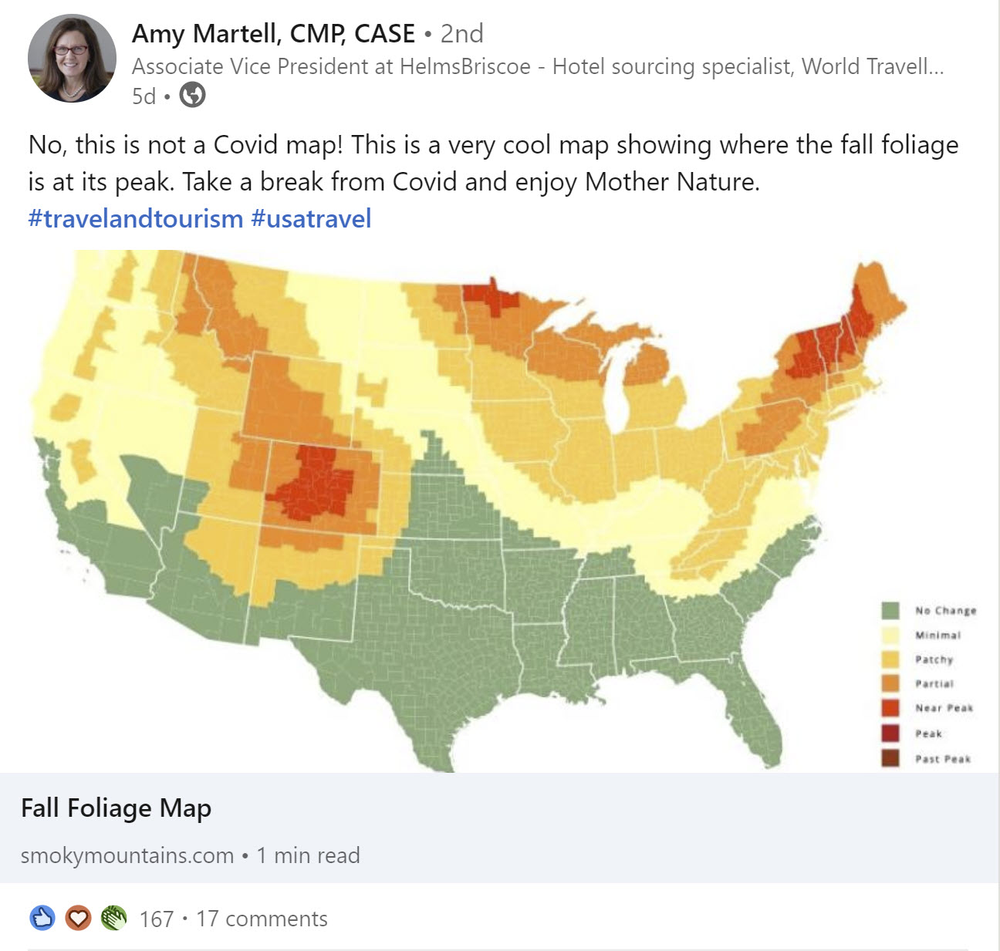 Amy Martell, CMP, CASE • 2nd
Associate Vice President at HelmsBriscoe - Hotel sourcing specialist, World Travell...
5d •
No, this is not a Covid map! This is a very cool map showing where the fall foliage
is at its peak. Take a break from Covid and enjoy Mother Nature.
#travelandtourism #usatravel
No Change
Minimal
Patchy
Partial
Near Peak
Peak
Past Peak
Fall Foliage Map
smokymountains.com • 1 min read
167 • 17 comments